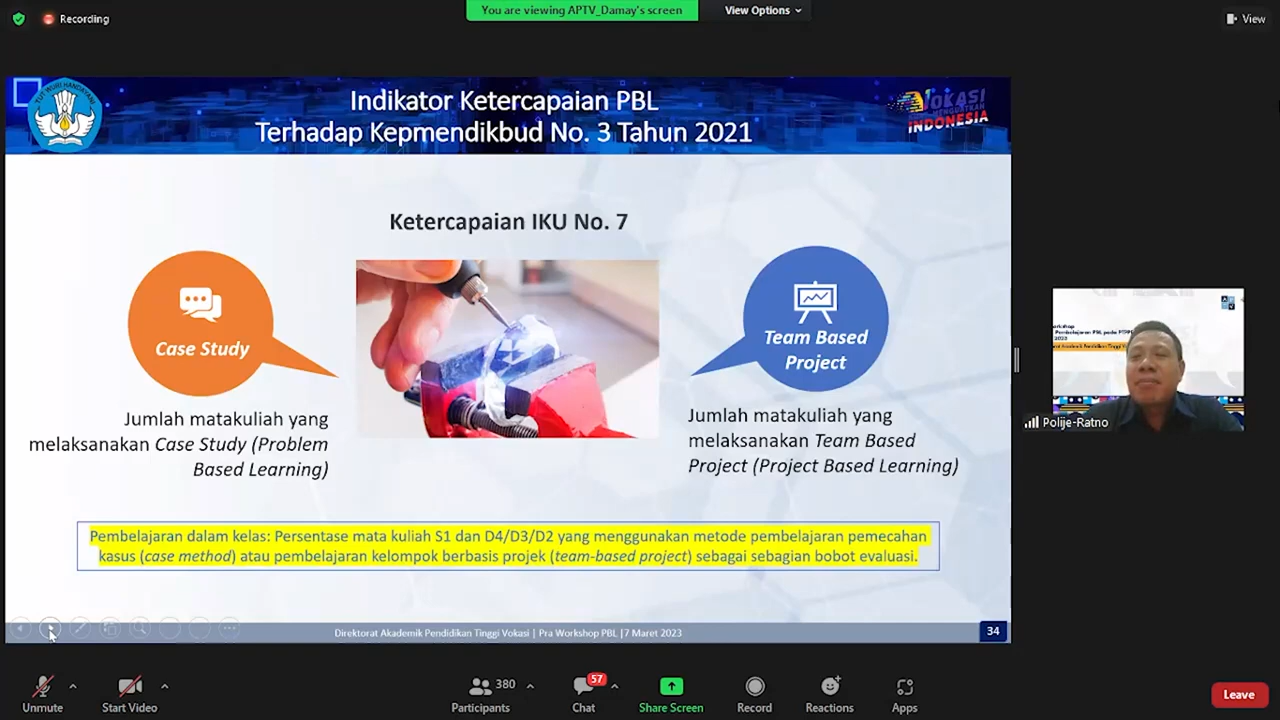 Recording
You are viewing APTV_Damay's screen
View Options
View
TUT WURI HANDAYANI
Indikator Ketercapaian PBL
Terhadap Kepmendikbud No. 3 Tahun 2021
VOKASI
INDONESIA
Ketercapaian IKU No. 7
Case Study
Jumlah matakuliah yang
melaksanakan Case Study (Problem
Based Learning)
Team Based
Project
Jumlah matakuliah yang
melaksanakan Team Based
Project (Project Based Learning)
Pembelajaran dalam kelas: Persentase mata kuliah S1 dan D4/D3/D2 yang menggunakan metode pembelajaran pemecahan
kasus (case method) atau pembelajaran kelompok berbasis projek (team-based project) sebagai sebagian bobot evaluasi.
Direktorat Akademik Pendidikan Tinggi Vokasi | Pra Workshop PBL |7 Maret 2023
34
Polije-Ratno
Unmute
Start Video
380
Participants
57
Chat
Share Screen
Record
Reactions
Apps
Leave